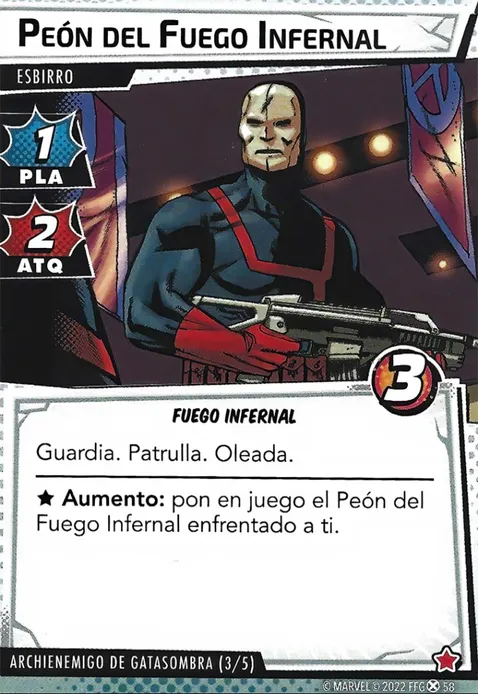 PEÓN DEL FUEGO INFERNAL
ESBIRRO
1
PLA
2
ATQ
3
FUEGO INFERNAL
Guardia. Patrulla. Oleada.
★ Aumento: pon en juego el Peón del
Fuego Infernal enfrentado a ti.
ARCHIENEMIGO DE GATASOMBRA (3/5)
© MARVEL © 2022 FFG 58